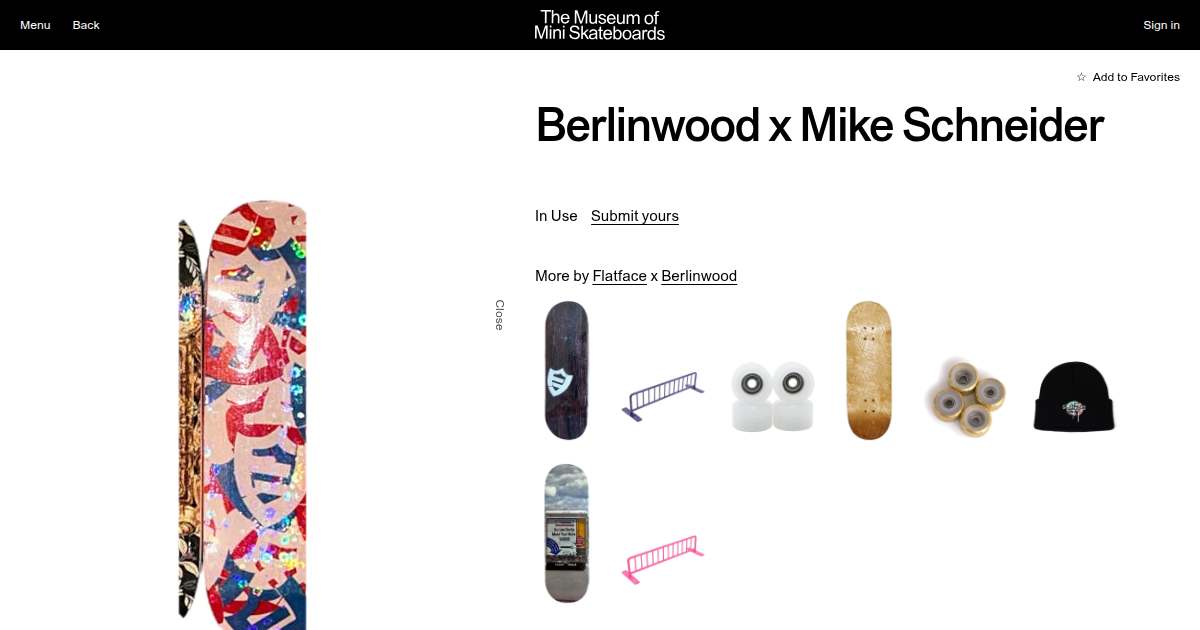 Menu
Back
The Museum of
Mini Skateboards
Sign in
☆ Add to Favorites
Berlinwood x Mike Schneider
In Use Submit yours
More by Flatface x Berlinwood
Close